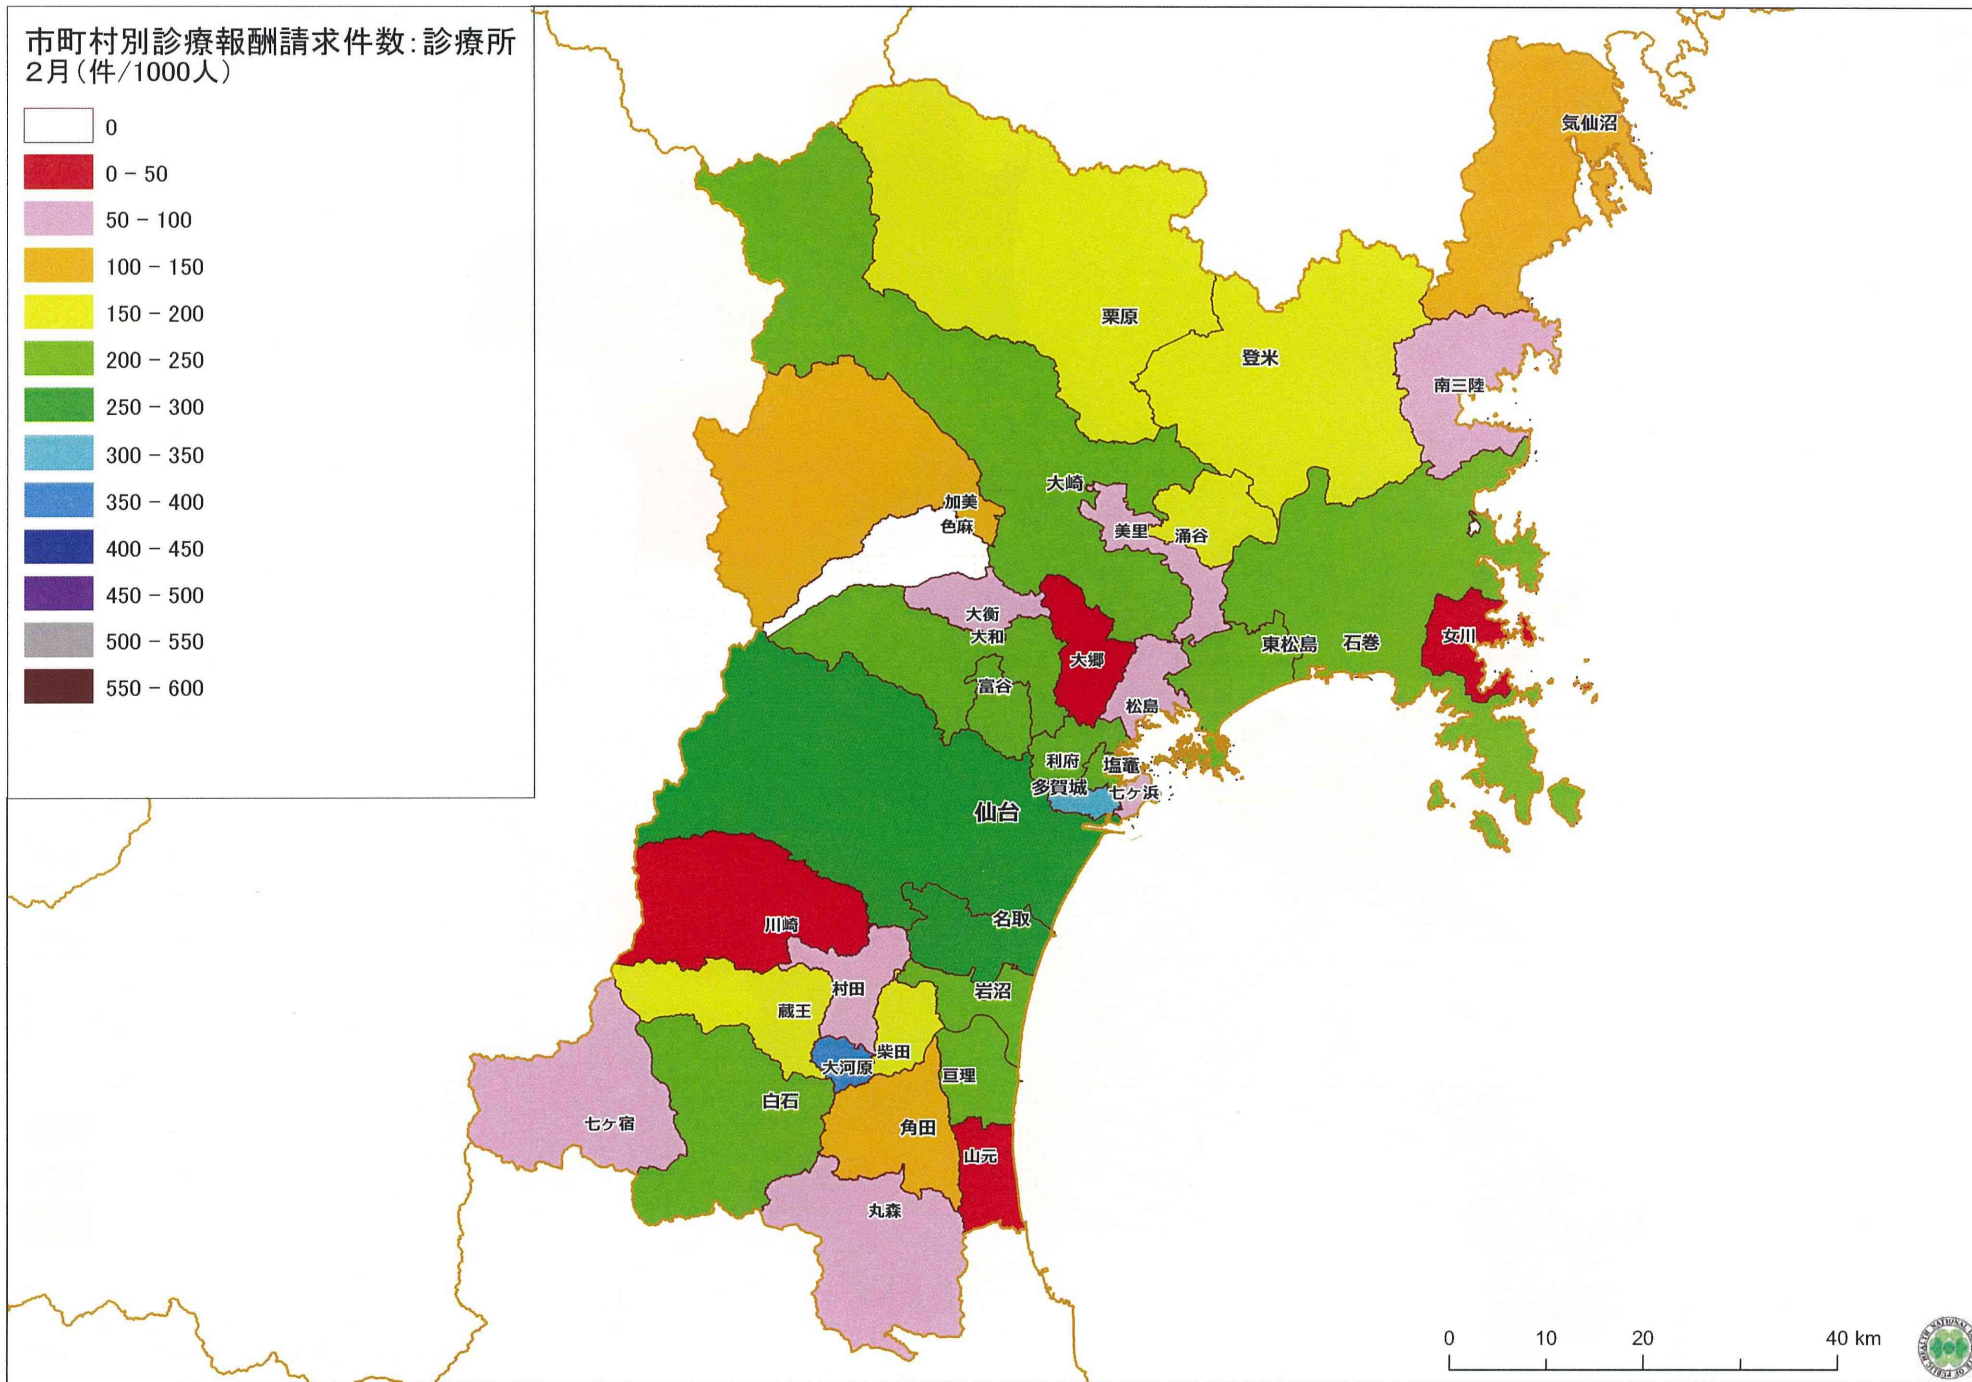 市町村別診療報酬請求件数:診療所
2月(件/1000人)
0
0 - 50
50 - 100
100 - 150
150 - 200
200 - 250
250 - 300
300 - 350
350 - 400
400 - 450
450 - 500
500 - 550
550 - 600
気仙沼
栗原
登米
南三陸
大崎
加美
色麻
美里
涌谷
大衡
大和
大郷
東松島
石巻
女川
富谷
松島
利府
塩竈
多賀城
七ヶ浜
仙台
名取
川崎
村田
岩沼
蔵王
柴田
大河原
亘理
白石
七ヶ宿
角田
山元
丸森
0 10 20 40 km